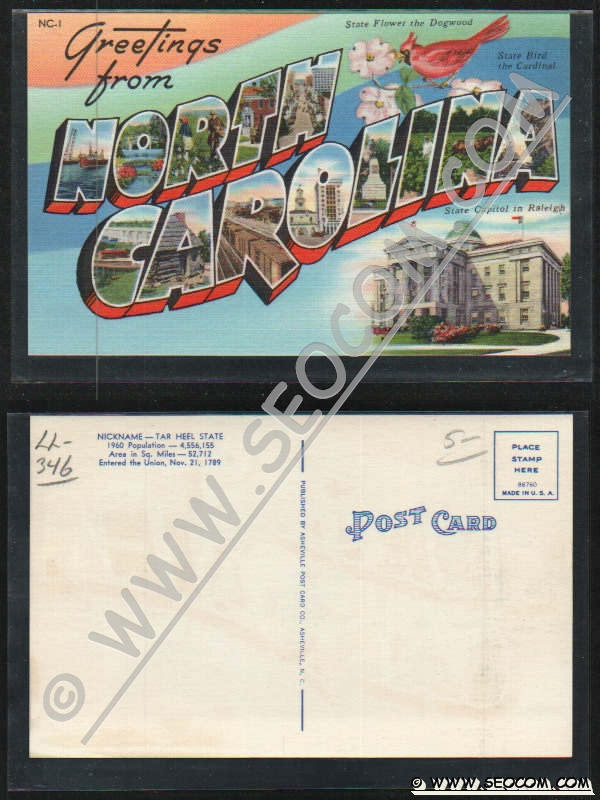 NC-1
Greetings
from
State Flower the Dogwood
State Bird
the Cardinal
NORTH
CAROLINA
State Capitol in Raleigh
LL-
346
NICKNAME — TAR HEEL STATE
1960 Population — 4,556,155
Area in Sq. Miles — 52,712
Entered the Union, Nov. 21, 1789
5-
PLACE
STAMP
HERE
86760
MADE IN U. S. A.
POST CARD
PUBLISHED BY ASHEVILLE POST CARD CO., ASHEVILLE, N. C.
© WWW.SEOCOM.COM
© WWW.SEOCOM.COM